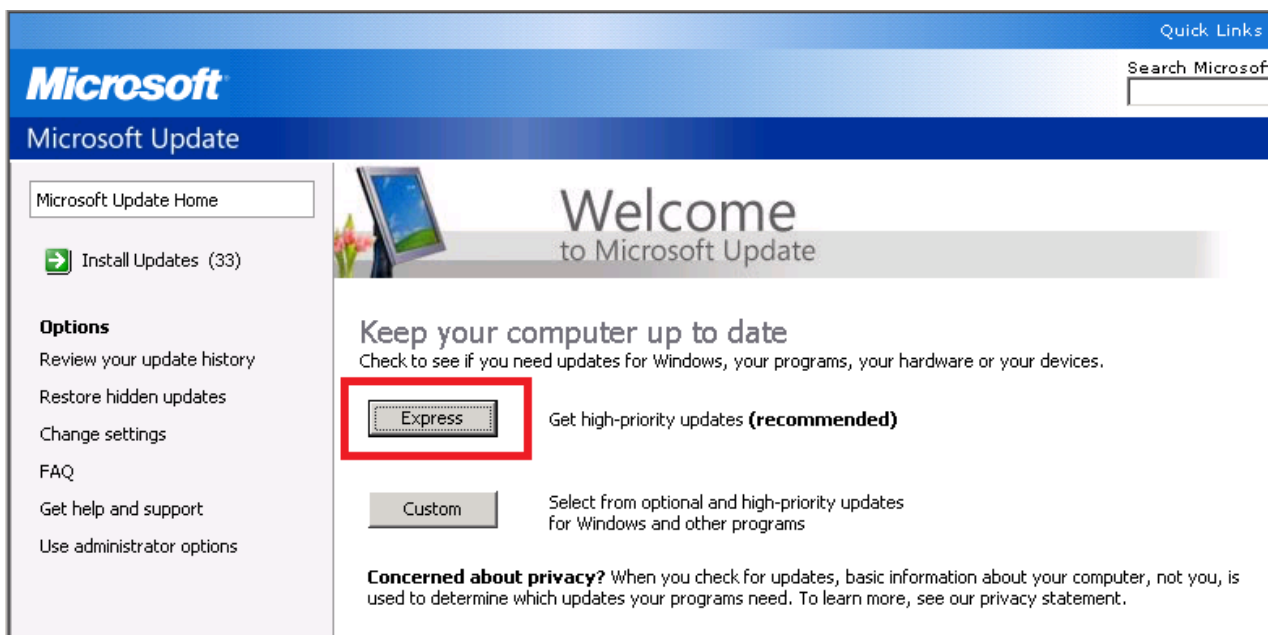 Quick Links
Microsoft
Search Microsof
Microsoft Update
Microsoft Update Home
Install Updates (33)
Options
Review your update history
Restore hidden updates
Change settings
FAQ
Get help and support
Use administrator options
Welcome
to Microsoft Update
Keep your computer up to date
Check to see if you need updates for Windows, your programs, your hardware or your devices.
Express
Get high-priority updates (recommended)
Custom
Select from optional and high-priority updates
for Windows and other programs
Concerned about privacy? When you check for updates, basic information about your computer, not you, is
used to determine which updates your programs need. To learn more, see our privacy statement.